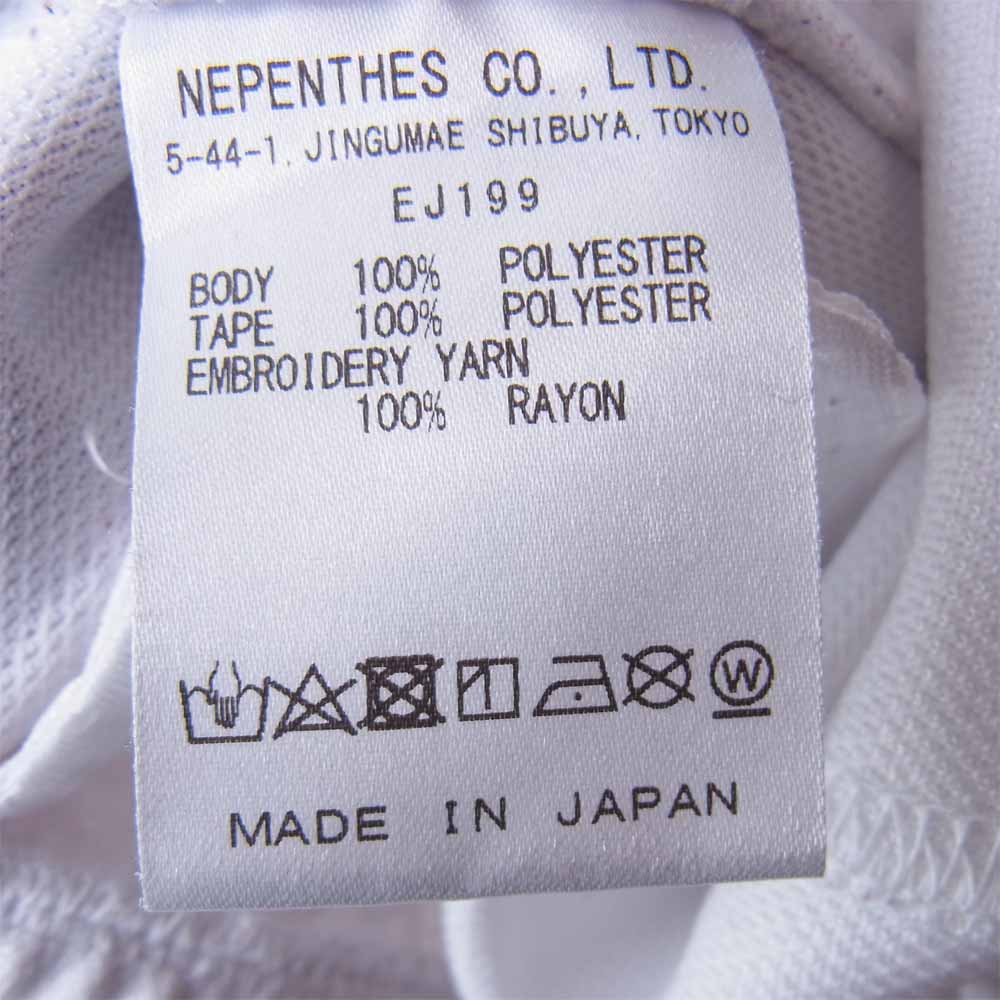 NEPENTHES CO., LTD.
5-44-1, JINGUMAE SHIBUYA, TOKYO
EJ199
BODY 100% POLYESTER
TAPE 100% POLYESTER
EMBROIDERY YARN
100% RAYON
W
MADE IN JAPAN